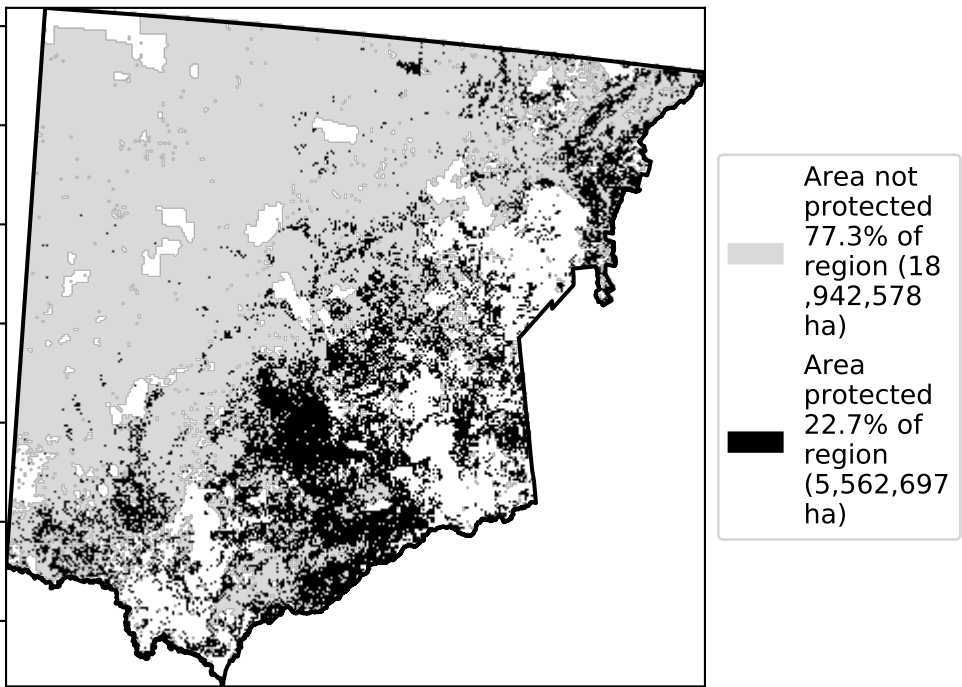 Area not
protected
77.3% of
region (18
,942,578
ha)
Area
protected
22.7% of
region
(5,562,697
ha)